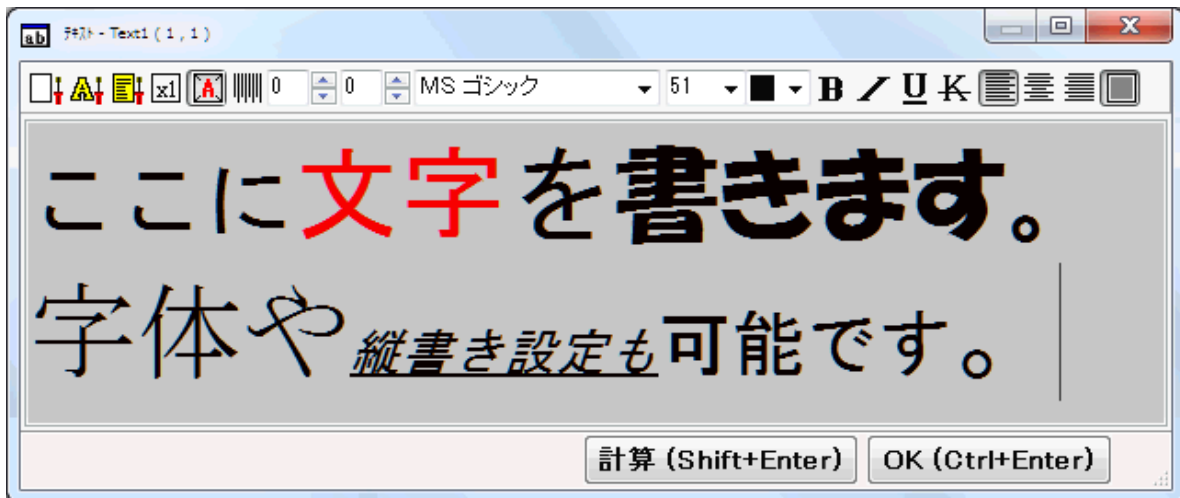 ab テキスト - Text1 ( 1 , 1 )
x1 A 0 0 MS ゴシック 51 B I U K
ここに文字を書きます。
字体や縦書き設定も可能です。
計算 (Shift+Enter) OK (Ctrl+Enter)